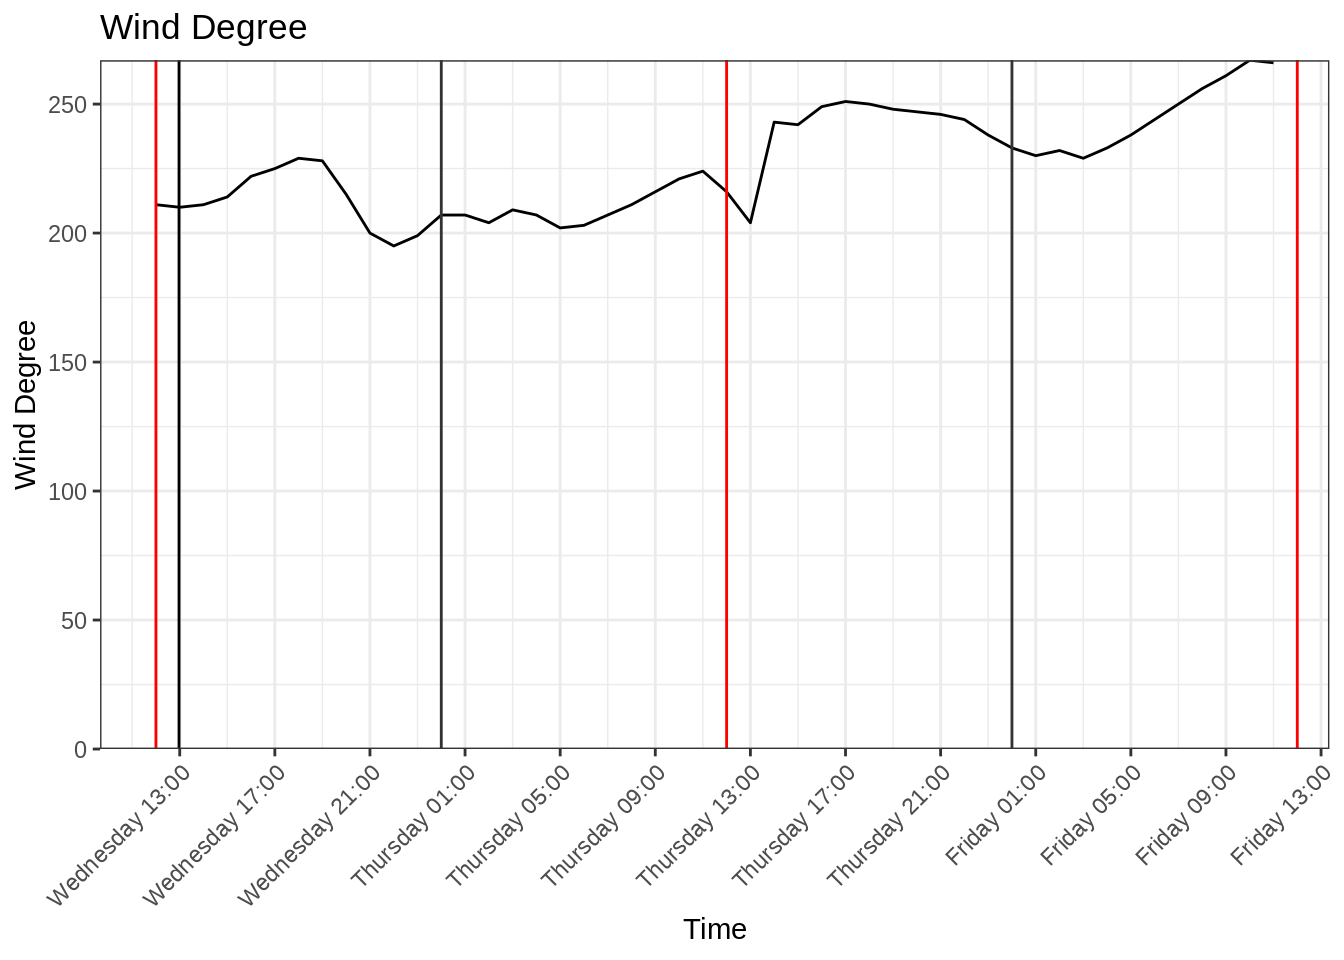 Wind Degree
Wind Degree
250
200
150
100
50
0
Wednesday 13:00
Wednesday 17:00
Wednesday 21:00
Thursday 01:00
Thursday 05:00
Thursday 09:00
Thursday 13:00
Thursday 17:00
Thursday 21:00
Friday 01:00
Friday 05:00
Friday 09:00
Friday 13:00
Time